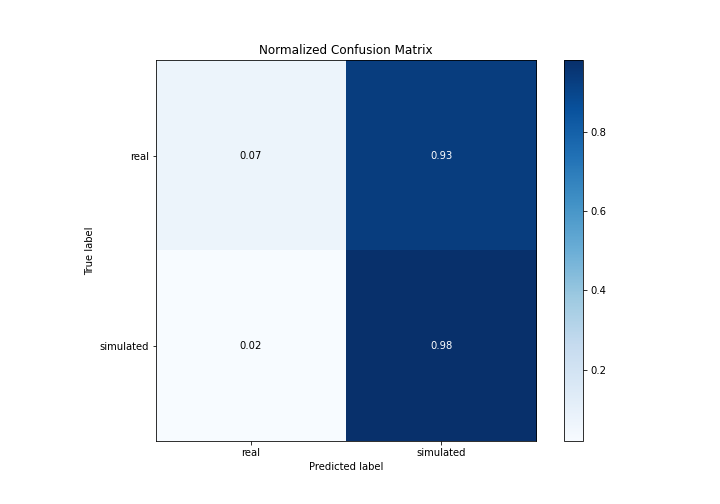 Normalized Confusion Matrix
real
0.07
0.93
0.8
0.6
True label
simulated
0.02
0.98
0.4
0.2
real
simulated
Predicted label